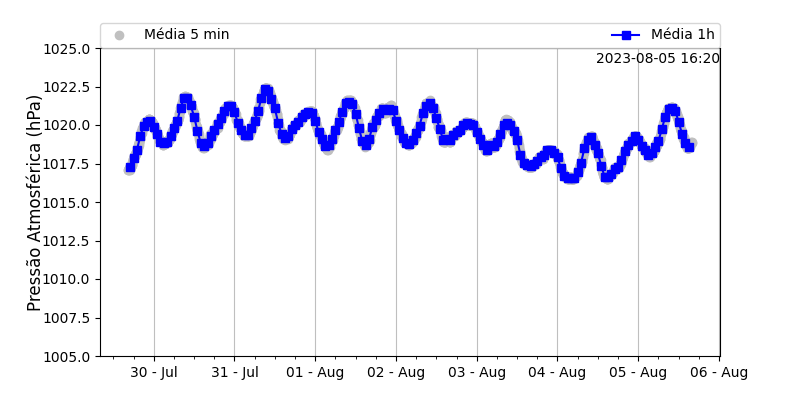 Média 5 min
Média 1h
2023-08-05 16:20
Pressão Atmosférica (hPa)
1025.0
1022.5
1020.0
1017.5
1015.0
1012.5
1010.0
1007.5
1005.0
30 - Jul
31 - Jul
01 - Aug
02 - Aug
03 - Aug
04 - Aug
05 - Aug
06 - Aug